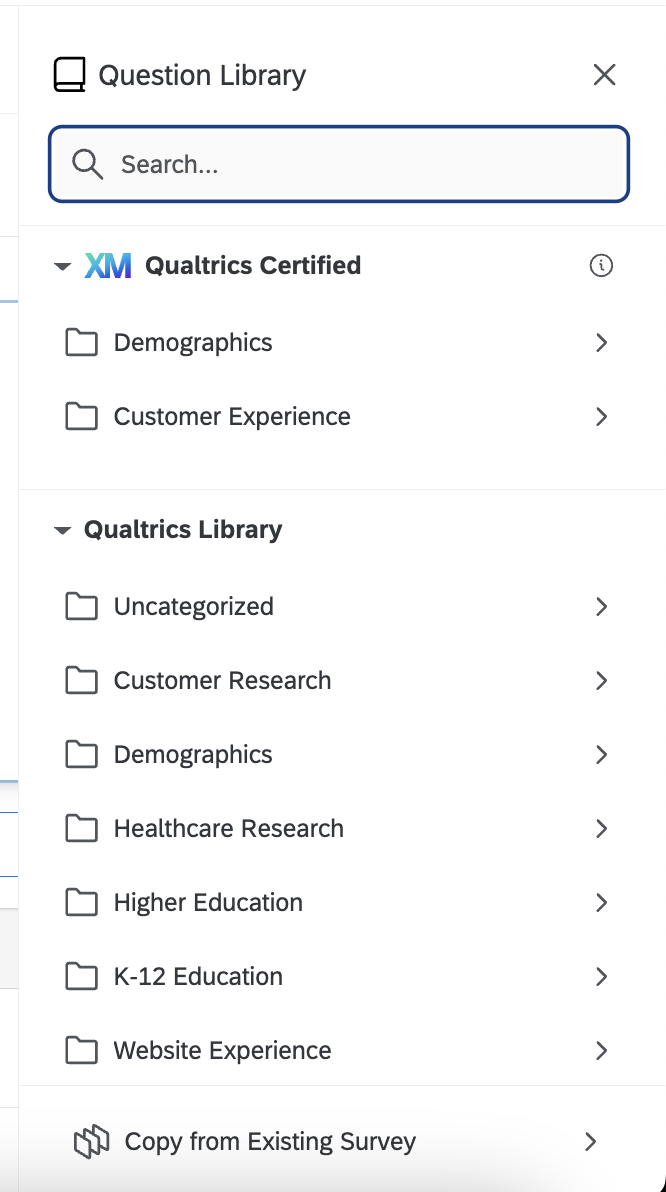 Question Library
Search...
XM Qualtrics Certified
Demographics
Customer Experience
Qualtrics Library
Uncategorized
Customer Research
Demographics
Healthcare Research
Higher Education
K-12 Education
Website Experience
Copy from Existing Survey